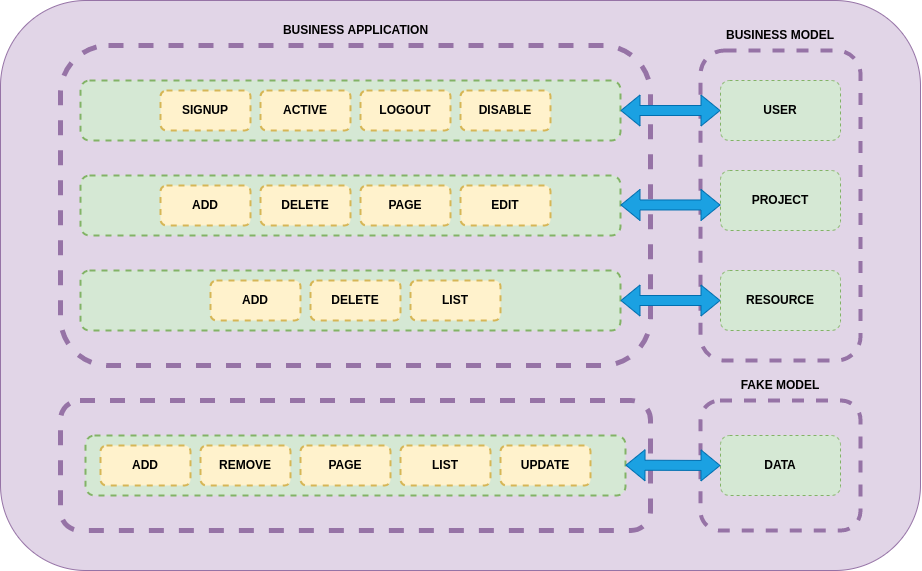 BUSINESS APPLICATION
BUSINESS MODEL
SIGNUP ACTIVE LOGOUT DISABLE
USER
ADD DELETE PAGE EDIT
PROJECT
ADD DELETE LIST
RESOURCE
FAKE MODEL
ADD REMOVE PAGE LIST UPDATE
DATA